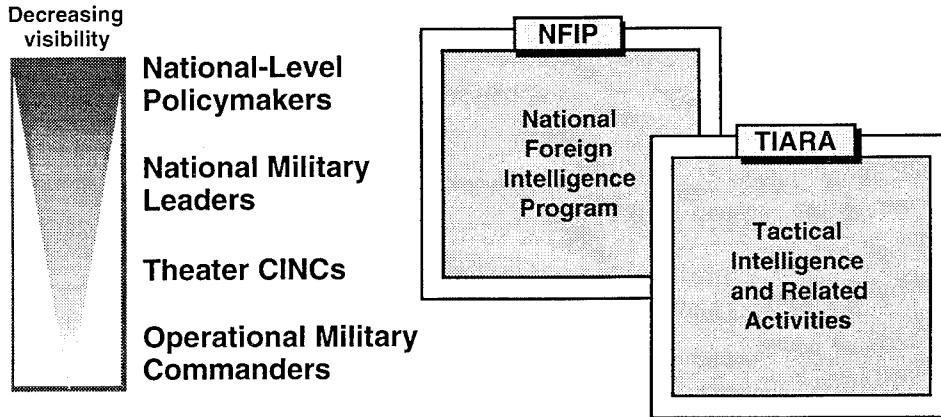 Decreasing
visibility
National-Level
Policymakers
National Military
Leaders
Theater CINCs
Operational Military
Commanders
NFIP
National
Foreign
Intelligence
Program
TIARA
Tactical
Intelligence
and Related
Activities